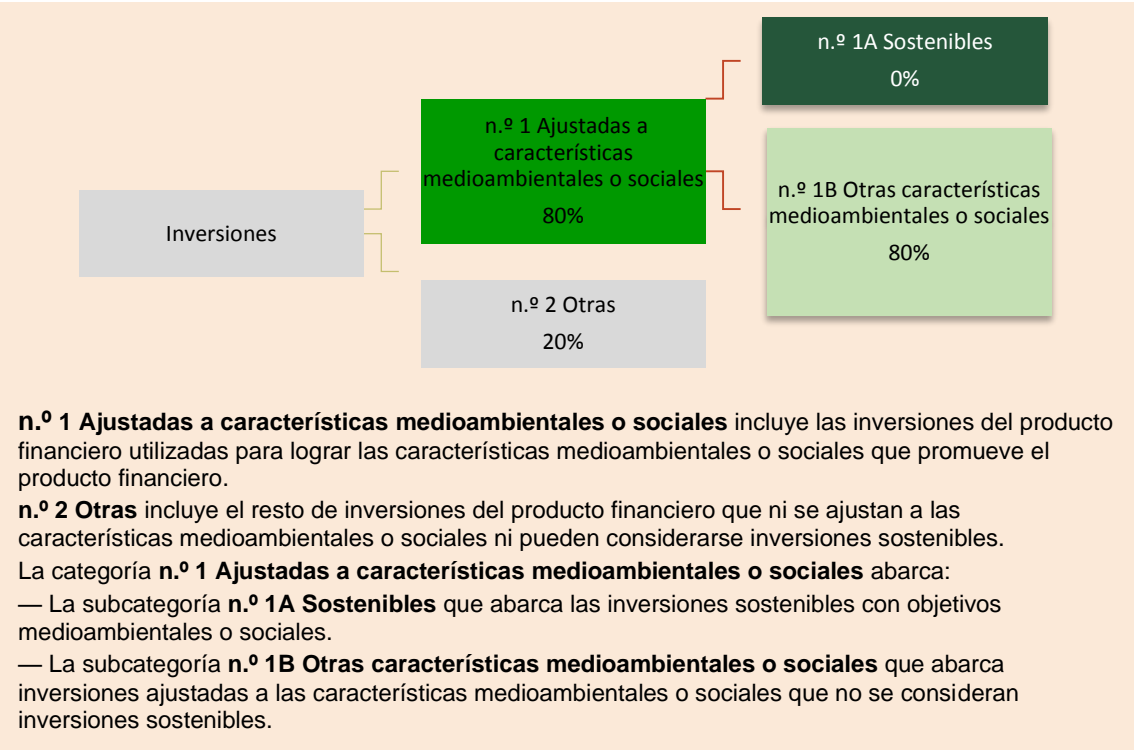 n.º 1A Sostenibles
0%
n.º 1 Ajustadas a
características
medioambientales o sociales
80%
n.º 1B Otras características
medioambientales o sociales
80%
Inversiones
n.º 2 Otras
20%
n.º 1 Ajustadas a características medioambientales o sociales incluye las inversiones del producto
financiero utilizadas para lograr las características medioambientales o sociales que promueve el
producto financiero.
n.º 2 Otras incluye el resto de inversiones del producto financiero que ni se ajustan a las
características medioambientales o sociales ni pueden considerarse inversiones sostenibles.
La categoría n.º 1 Ajustadas a características medioambientales o sociales abarca:
— La subcategoría n.º 1A Sostenibles que abarca las inversiones sostenibles con objetivos
medioambientales o sociales.
— La subcategoría n.º 1B Otras características medioambientales o sociales que abarca
inversiones ajustadas a las características medioambientales o sociales que no se consideran
inversiones sostenibles.